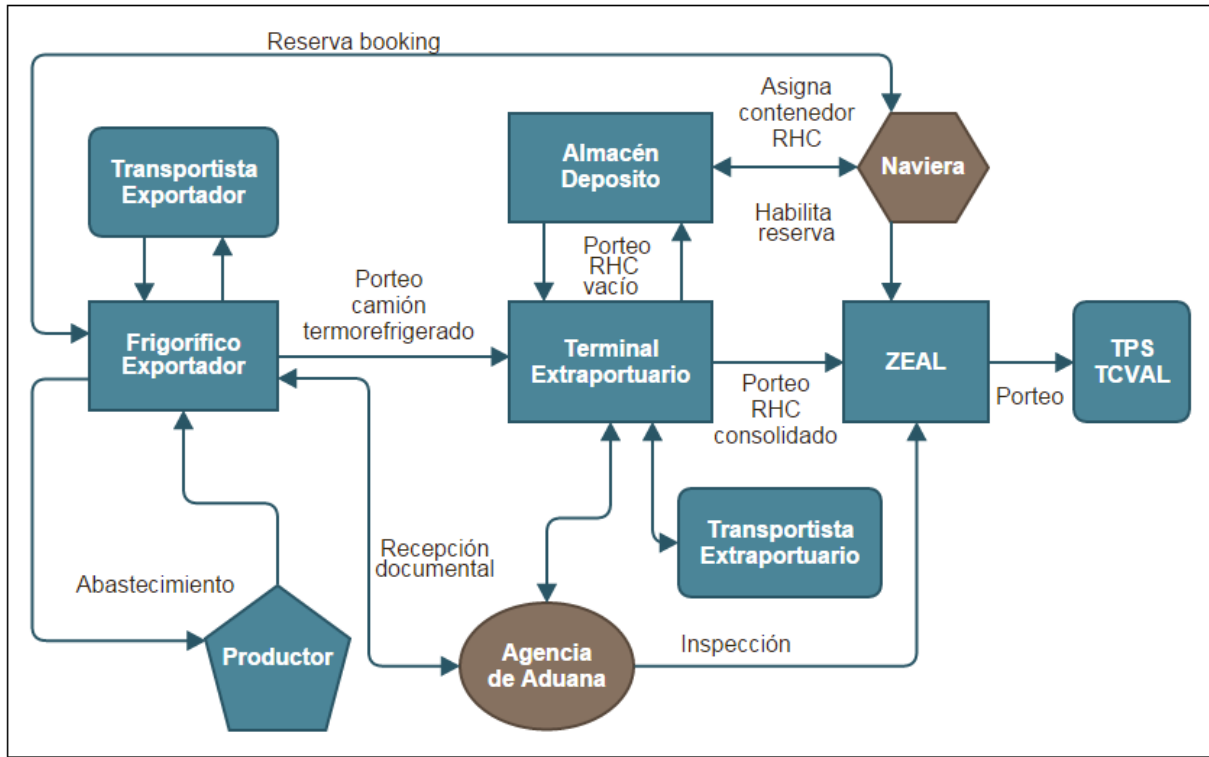 Reserva booking
Transportista
Exportador
Almacén
Deposito
Asigna
contenedor
RHC
Naviera
Habilita
reserva
Porteo
RHC
vacío
Porteo
camión
termorefrigerado
Frigorífico
Exportador
Terminal
Extraportuario
ZEAL
TPS
TCVAL
Porteo
Porteo
RHC
consolidado
Transportista
Extraportuario
Recepción
documental
Abastecimiento
Productor
Agencia
de Aduana
Inspección